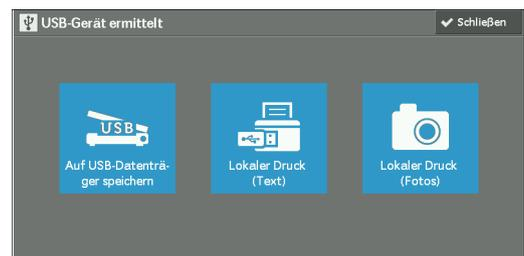 USB-Gerät ermittelt
Schließen
USB
Auf USB-Datenträ-
ger speichern
Lokaler Druck
(Text)
Lokaler Druck
(Fotos)